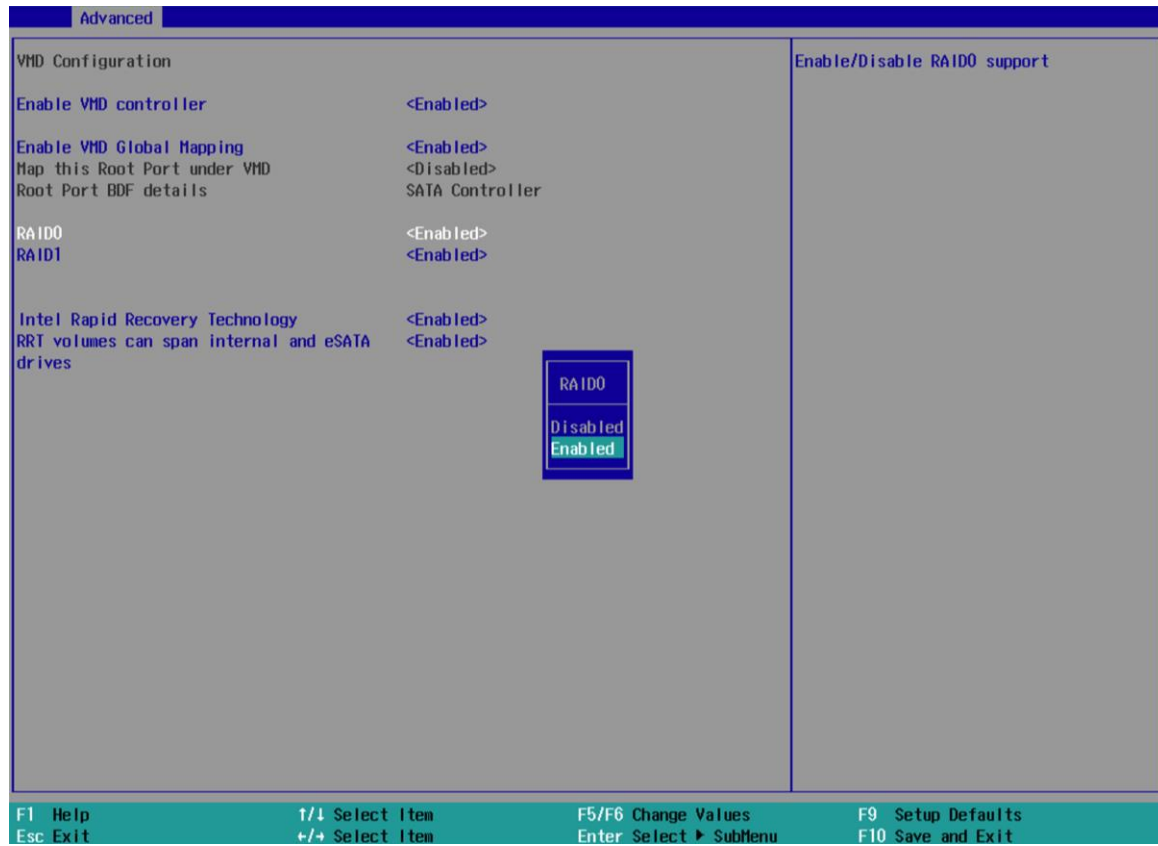 Advanced
VMD Configuration
Enable/Disable RAID0 support
Enable VMD controller <Enabled>
Enable VMD Global Mapping <Enabled>
Map this Root Port under VMD <Disabled>
Root Port BDF details SATA Controller
RAID0 <Enabled>
RAID1 <Enabled>
Intel Rapid Recovery Technology <Enabled>
RRT volumes can span internal and eSATA <Enabled>
drives
RAID0
Disabled
Enabled
F1 Help ↑/↓ Select Item F5/F6 Change Values F9 Setup Defaults
Esc Exit ←/→ Select Item Enter Select ▶ SubMenu F10 Save and Exit